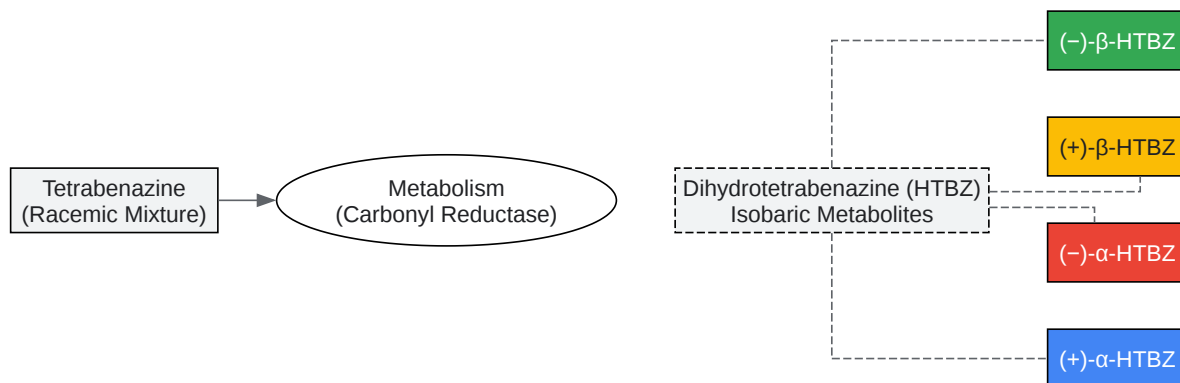 Tetrabenazine
(Racemic Mixture)
Metabolism
(Carbonyl Reductase)
Dihydrotetrabenazine (HTBZ)
Isobaric Metabolites
(−)-β-HTBZ
(+)-β-HTBZ
(−)-α-HTBZ
(+)-α-HTBZ